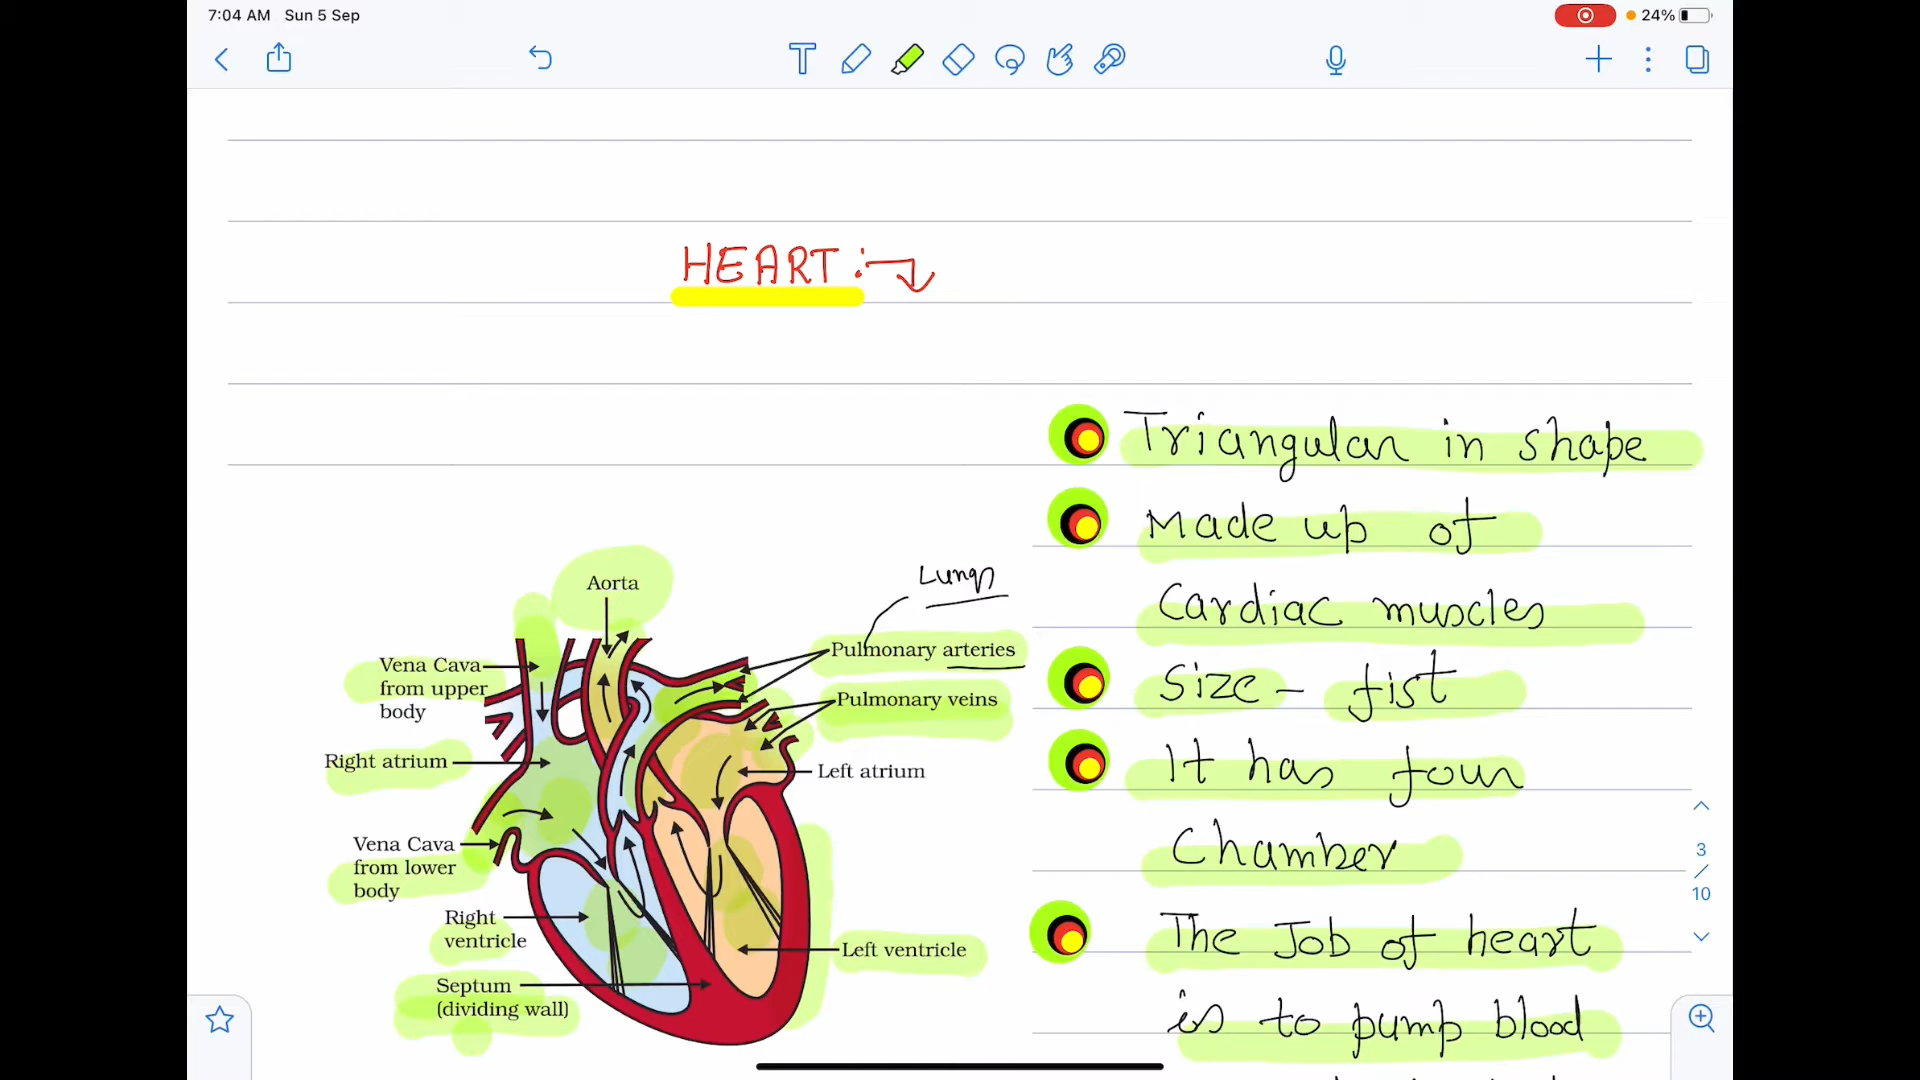 7:04 AM Sun 5 Sep
24%
HEART :
Triangular in shape
Made up of
Cardiac muscles
Size - fist
It has four
Chamber
The Job of heart
is to pump blood
Lungs
Aorta
Pulmonary arteries
Pulmonary veins
Vena Cava
from upper
body
Right atrium
Left atrium
Vena Cava
from lower
body
Right
ventricle
Left ventricle
Septum
(dividing wall)
3
/
10